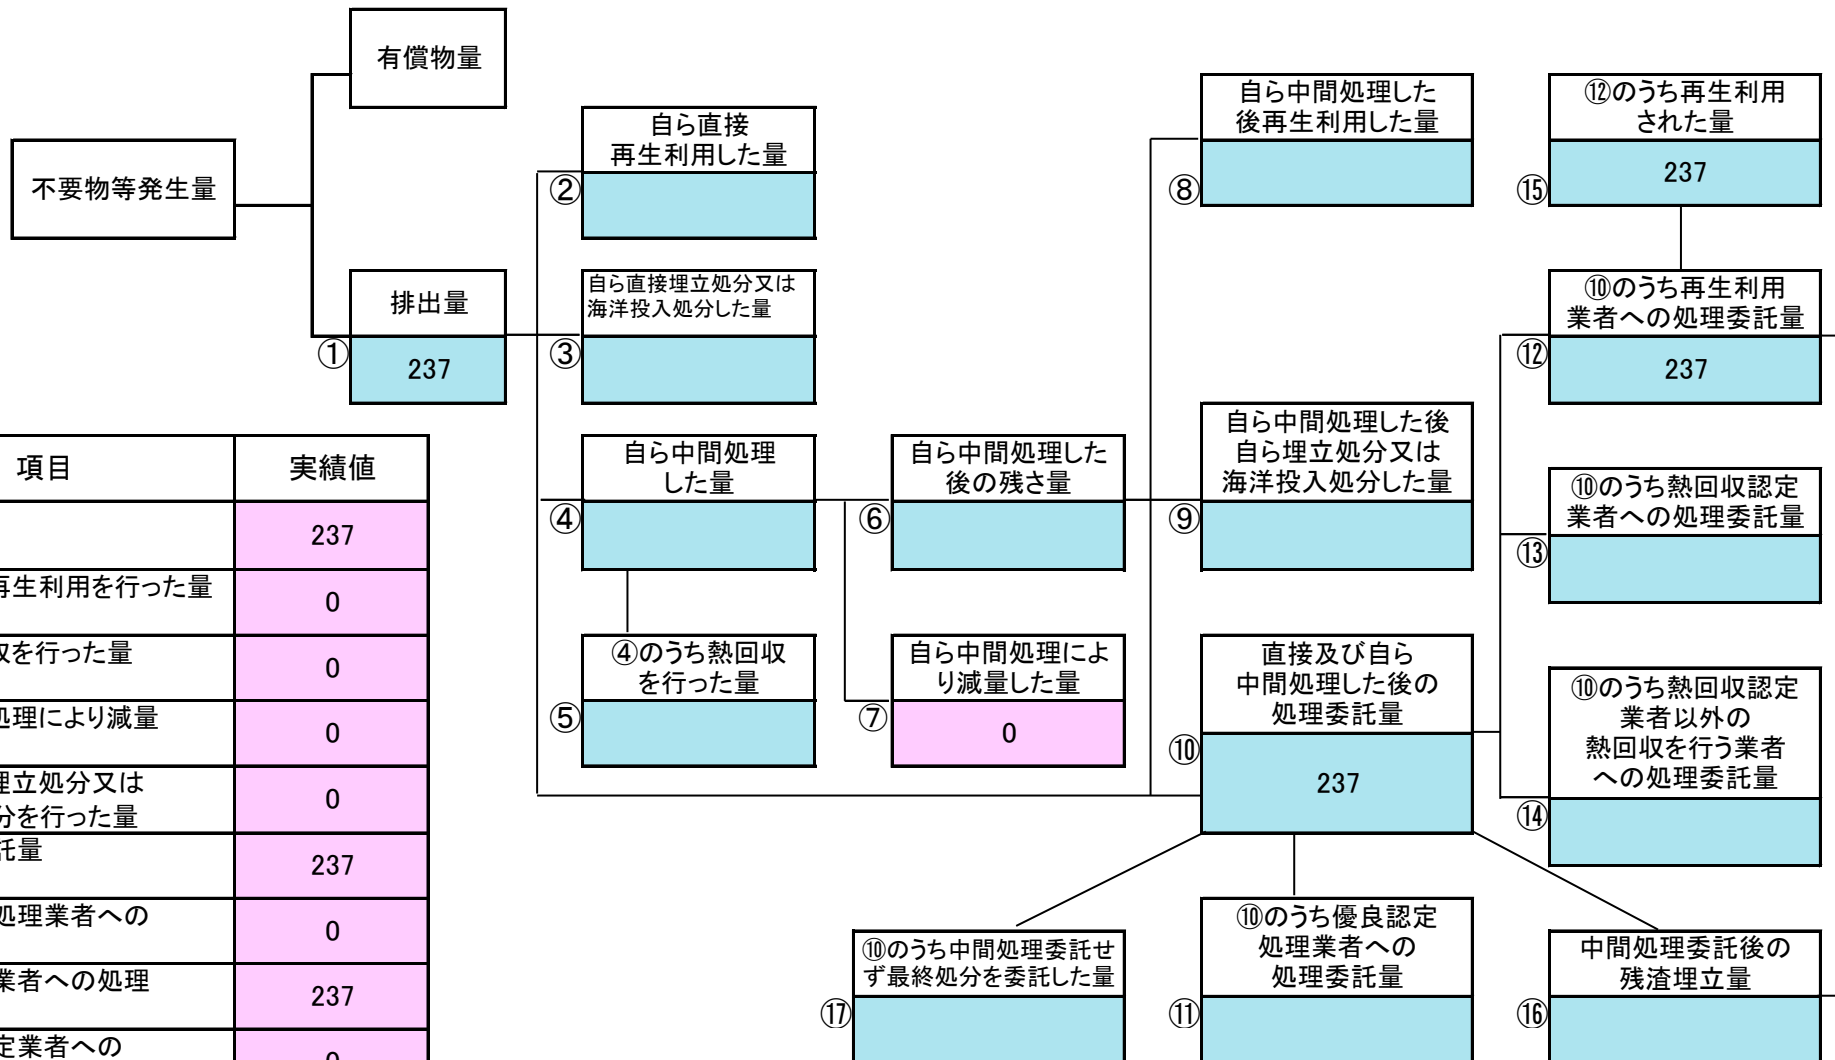 有償物量
不要物等発生量
排出量
①
237
自ら直接
再生利用した量
②
自ら直接埋立処分又は
海洋投入処分した量
③
自ら中間処理
した量
④
④のうち熱回収
を行った量
⑤
自ら中間処理した
後の残さ量
⑥
自ら中間処理によ
り減量した量
⑦
0
自ら中間処理した
後再生利用した量
⑧
自ら中間処理した後
自ら埋立処分又は
海洋投入処分した量
⑨
直接及び自ら
中間処理した後の
処理委託量
⑩
237
⑫のうち再生利用
された量
⑮
237
⑩のうち再生利用
業者への処理委託量
⑫
237
⑩のうち熱回収認定
業者への処理委託量
⑬
⑩のうち熱回収認定
業者以外の
熱回収を行う業者
への処理委託量
⑭
⑩のうち中間処理委託せ
ず最終処分を委託した量
⑰
⑩のうち優良認定
処理業者への
処理委託量
⑪
中間処理委託後の
残渣埋立量
⑯
項目 実績値
237
再生利用を行った量 0
収を行った量 0
処理により減量 0
埋立処分又は
分を行った量 0
託量 237
処理業者への 0
業者への処理 237
定業者への 0